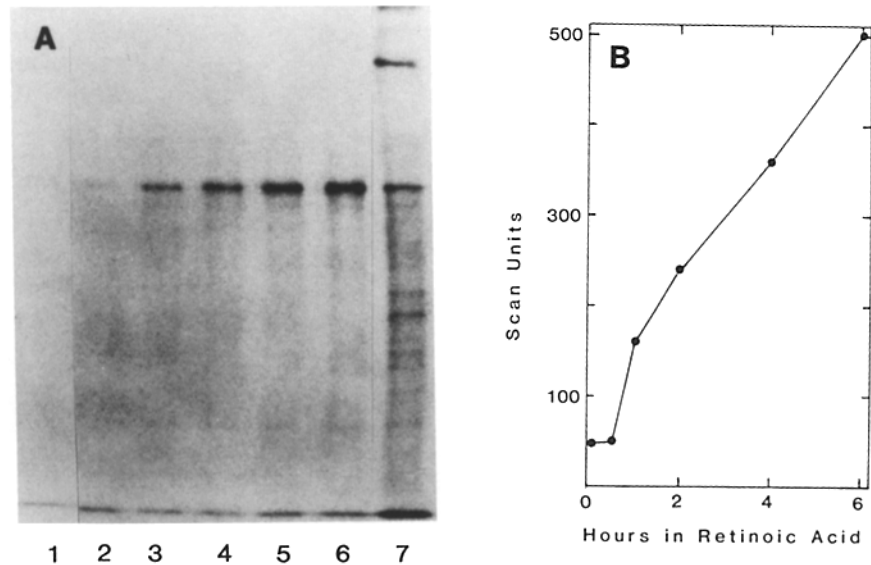 A
1 2 3 4 5 6 7
B
500
300
100
0 2 4 6
Scan Units
Hours in Retinoic Acid